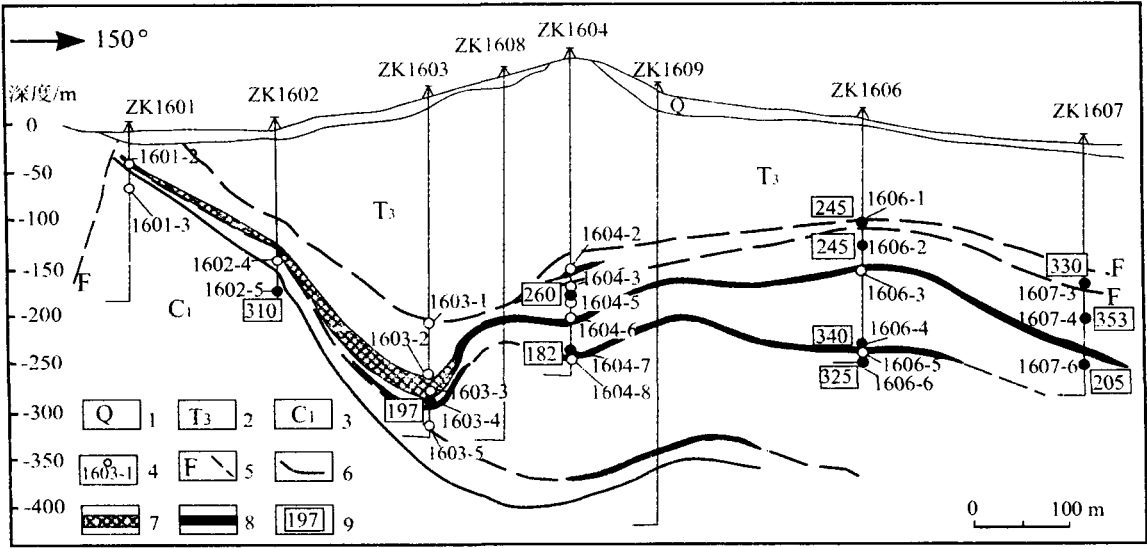 150°
ZK1604
ZK1608
ZK1603
ZK1609
深度/m
ZK1602
ZK1606
ZK1601
ZK1607
Q
0
-50
-100
-150
-200
-250
-300
-350
-400
1601-2
1601-3
T3
T3
F
C1
1602-4
1602-5
310
1603-1
1603-2
1603-3
197
1603-4
1603-5
1604-2
1604-3
260
1604-5
1604-6
182
1604-7
1604-8
245
1606-1
245
1606-2
1606-3
340
1606-4
1606-5
325
1606-6
330
F
1607-3
F
1607-4
353
1607-6
205
Q 1 T3 2 C1 3
1603-1 4 F 5 6
7 8 197 9
0 100 m